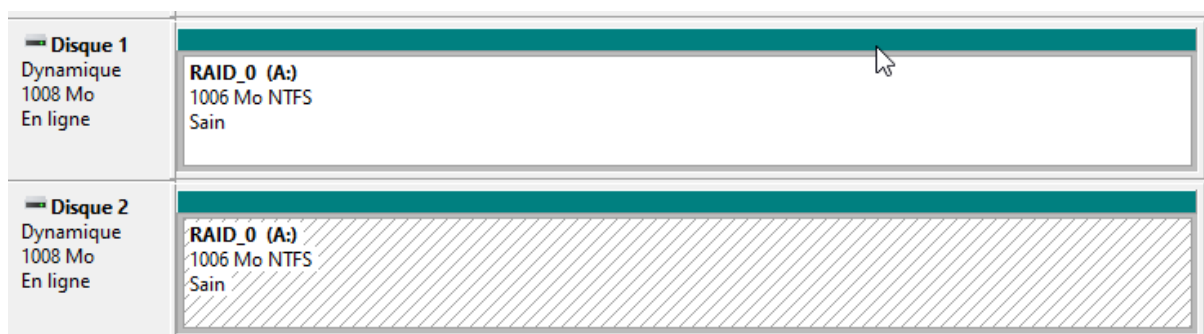 Disque 1
Dynamique
1008 Mo
En ligne
RAID_0 (A:)
1006 Mo NTFS
Sain
Disque 2
Dynamique
1008 Mo
En ligne
RAID_0 (A:)
1006 Mo NTFS
Sain